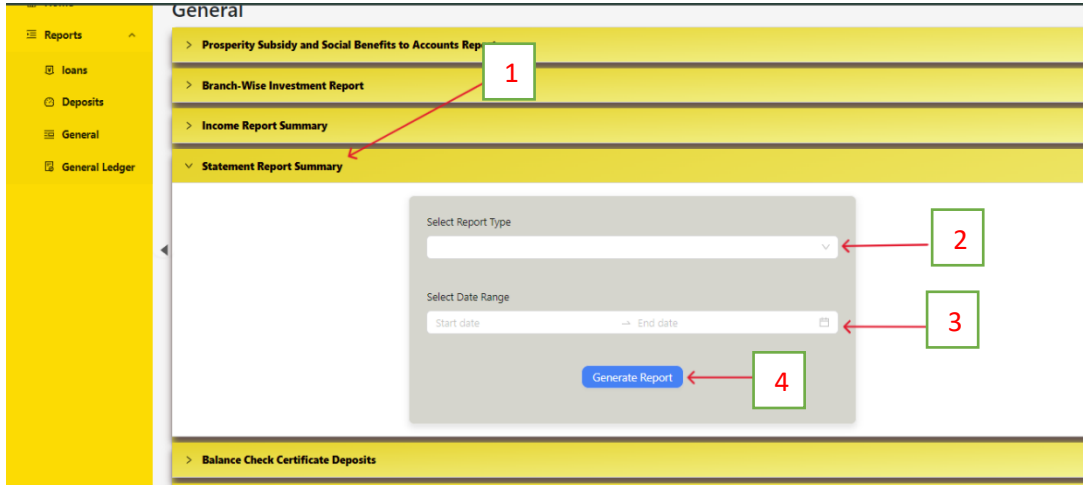 General
Reports
loans
Deposits
General
General Ledger
Prosperity Subsidy and Social Benefits to Accounts
Branch-Wise Investment Report
Income Report Summary
Statement Report Summary
1
Select Report Type
2
Select Date Range
Start date
End date
3
Generate Report
4
Balance Check Certificate Deposits